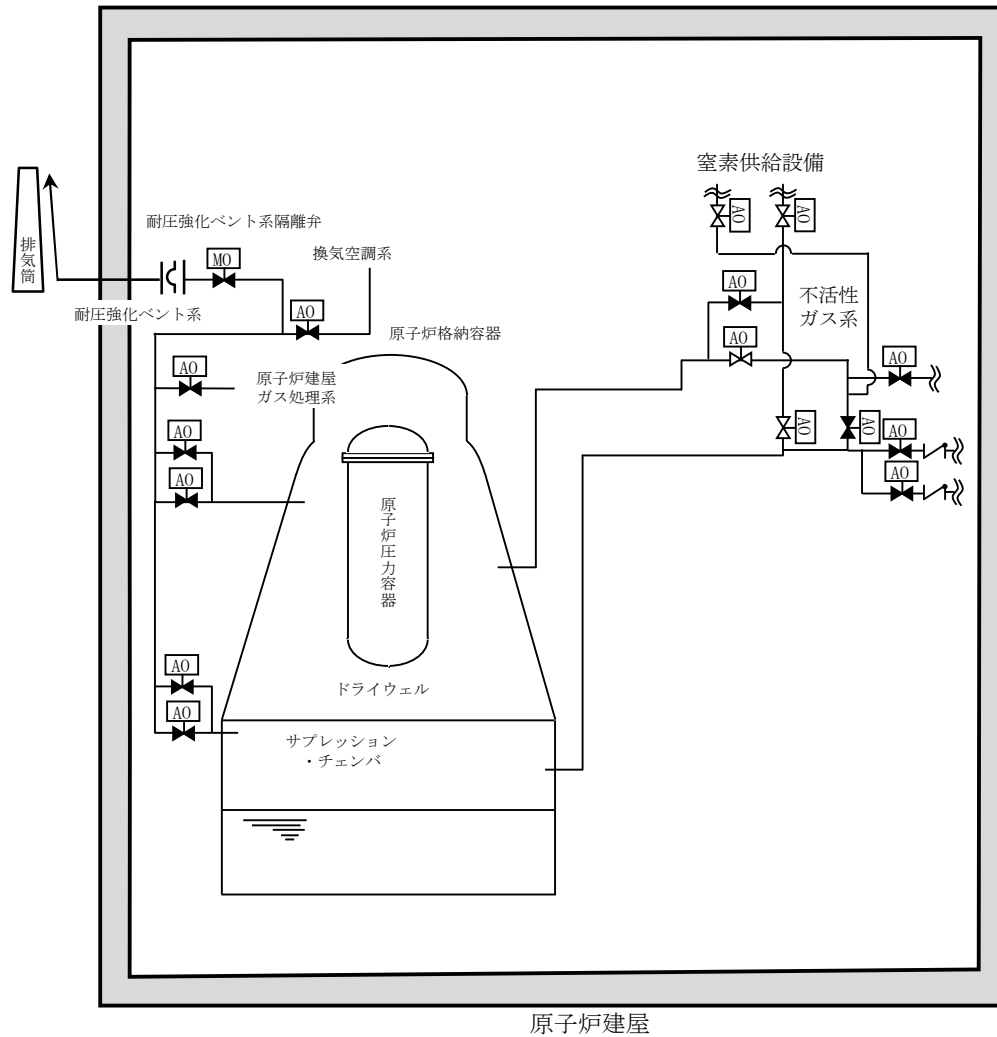 窒素供給設備
AO
AO
耐圧強化ベント系隔離弁
排気筒
MO
換気空調系
AO
不活性
ガス系
耐圧強化ベント系
AO
原子炉格納容器
AO
AO
AO
原子炉建屋
ガス処理系
AO
AO
AO
AO
AO
AO
原子炉圧力容器
AO
ドライウェル
AO
サプレッション
・チェンバ
原子炉建屋